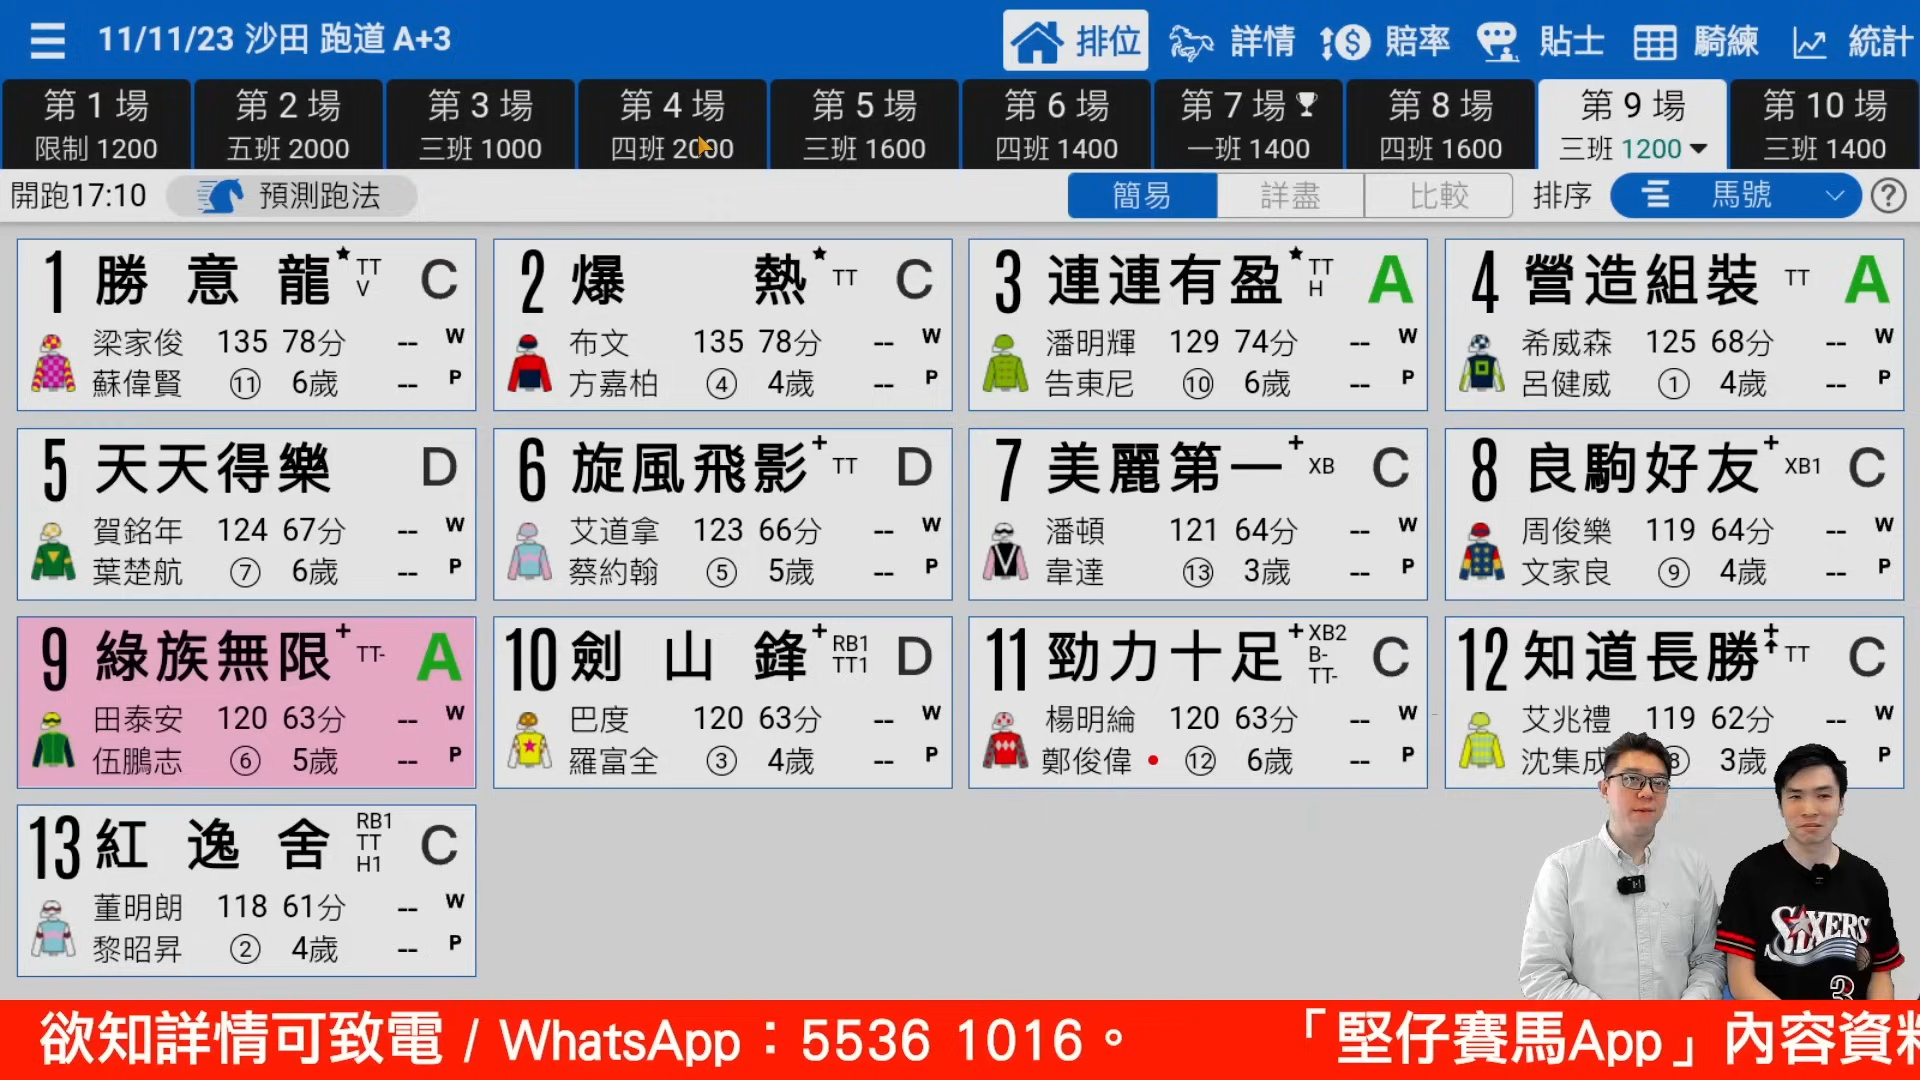 11/11/23 沙田 跑道 A+3
排位 詳情 賠率 貼士 騎練 統計
第 1 場 第 2 場 第 3 場 第 4 場 第 5 場 第 6 場 第 7 場 第 8 場 第 9 場 第 10 場
限制 1200 五班 2000 三班 1000 四班 2000 三班 1600 四班 1400 一班 1400 四班 1600 三班 1200 三班 1400
開跑17:10 預測跑法 簡易 詳盡 比較 排序 馬號 ?
1 勝意龍 ★ TT V C
梁家俊 135 78分 -- W
蘇偉賢 ⑪ 6歲 -- P
2 爆熱 ★ TT C
布文 135 78分 -- W
方嘉柏 ④ 4歲 -- P
3 連連有盈 ★ TT H A
潘明輝 129 74分 -- W
告東尼 ⑩ 6歲 -- P
4 營造組裝 TT A
希威森 125 68分 -- W
呂健威 ① 4歲 -- P
5 天天得樂 D
賀銘年 124 67分 -- W
葉楚航 ⑦ 6歲 -- P
6 旋風飛影 + TT D
艾道拿 123 66分 -- W
蔡約翰 ⑤ 5歲 -- P
7 美麗第一 + XB C
潘頓 121 64分 -- W
韋達 ⑬ 3歲 -- P
8 良駒好友 + XB1 C
周俊樂 119 64分 -- W
文家良 ⑨ 4歲 -- P
9 綠族無限 + TT- A
田泰安 120 63分 -- W
伍鵬志 ⑥ 5歲 -- P
10 劍山鋒 + RB1 TT1 D
巴度 120 63分 -- W
羅富全 ③ 4歲 -- P
11 勁力十足 + XB2 B- TT- C
楊明綸 120 63分 -- W
鄭俊偉 ⑫ 6歲 -- P
12 知道長勝 + TT C
艾兆禮 119 62分 -- W
沈集成 ⑧ 3歲 P
13 紅逸舍 RB1 TT H1 C
董明朗 118 61分 -- W
黎昭昇 ② 4歲 -- P
SIXERS
3
欲知詳情可致電 / WhatsApp：5536 1016。 「堅仔賽馬App」內容資料